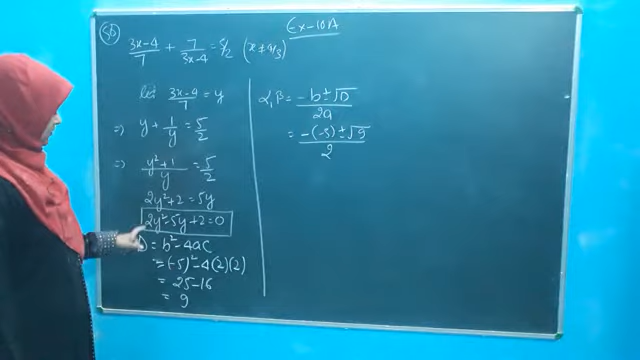 Ex-10A
56
3x-4/7 + 7/3x-4 = 5/2 (x ≠ 4/3)
let 3x-4/7 = y
⇒ y + 1/y = 5/2
⇒ y²+1/y = 5/2
2y²+2 = 5y
2y²-5y+2=0
D = b²-4ac
= (-5)²-4(2)(2)
= 25-16
= 9
α, β = -b±√D/2a
= -(-5)±√9/2